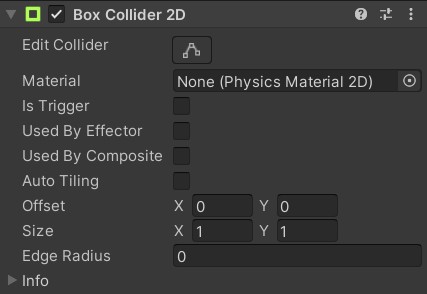 Box Collider 2D
Edit Collider
Material None (Physics Material 2D)
Is Trigger
Used By Effector
Used By Composite
Auto Tiling
Offset X 0 Y 0
Size X 1 Y 1
Edge Radius 0
Info